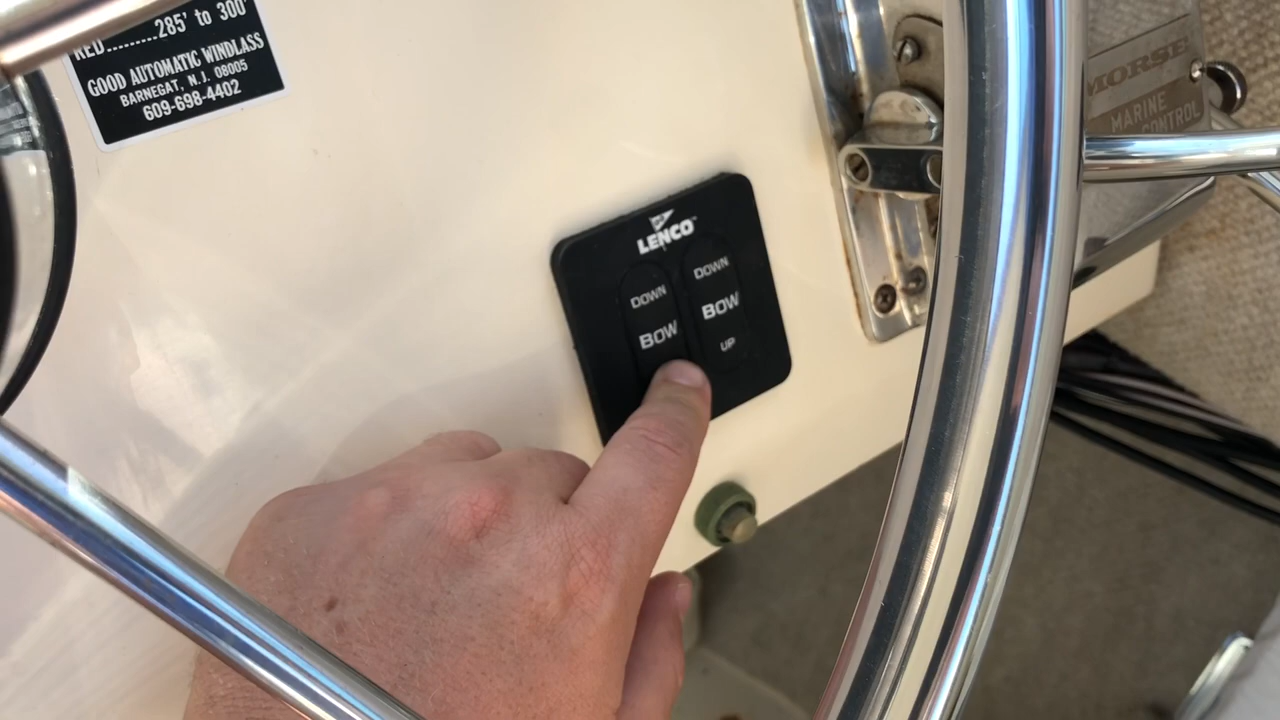 RED.........285' to 300'
GOOD AUTOMATIC WINDLASS
BARNEGAT, N.J. 08005
609-698-4402
LENCO™
DOWN
BOW
DOWN
BOW
UP
MORSE
MARINE
CONTROL